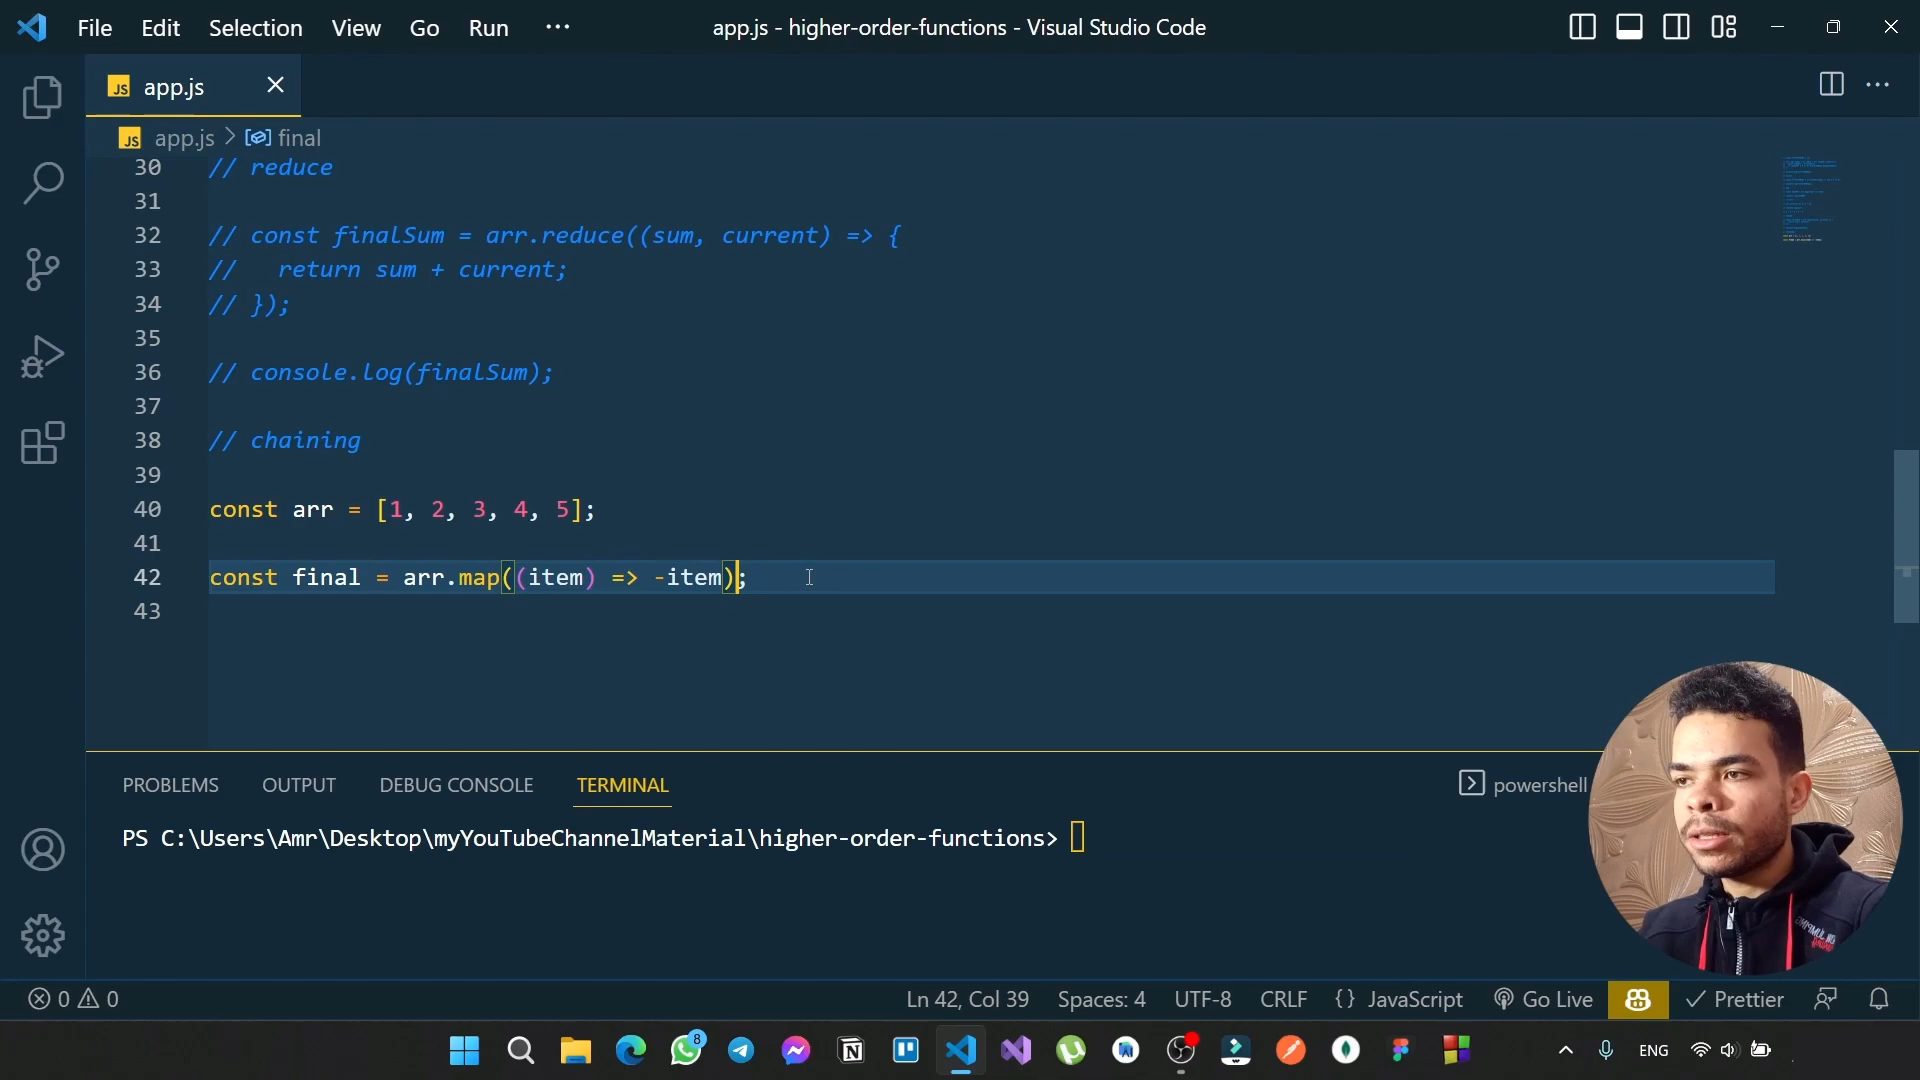 File Edit Selection View Go Run ··· app.js - higher-order-functions - Visual Studio Code
JS app.js
JS app.js > final
30 // reduce
31
32 // const finalSum = arr.reduce((sum, current) => {
33 //   return sum + current;
34 // });
35
36 // console.log(finalSum);
37
38 // chaining
39
40 const arr = [1, 2, 3, 4, 5];
41
42 const final = arr.map((item) => -item);
43
PROBLEMS OUTPUT DEBUG CONSOLE TERMINAL powershell
PS C:\Users\Amr\Desktop\myYouTubeChannelMaterial\higher-order-functions>
0 0 Ln 42, Col 39 Spaces: 4 UTF-8 CRLF {} JavaScript Go Live Prettier
8 ENG